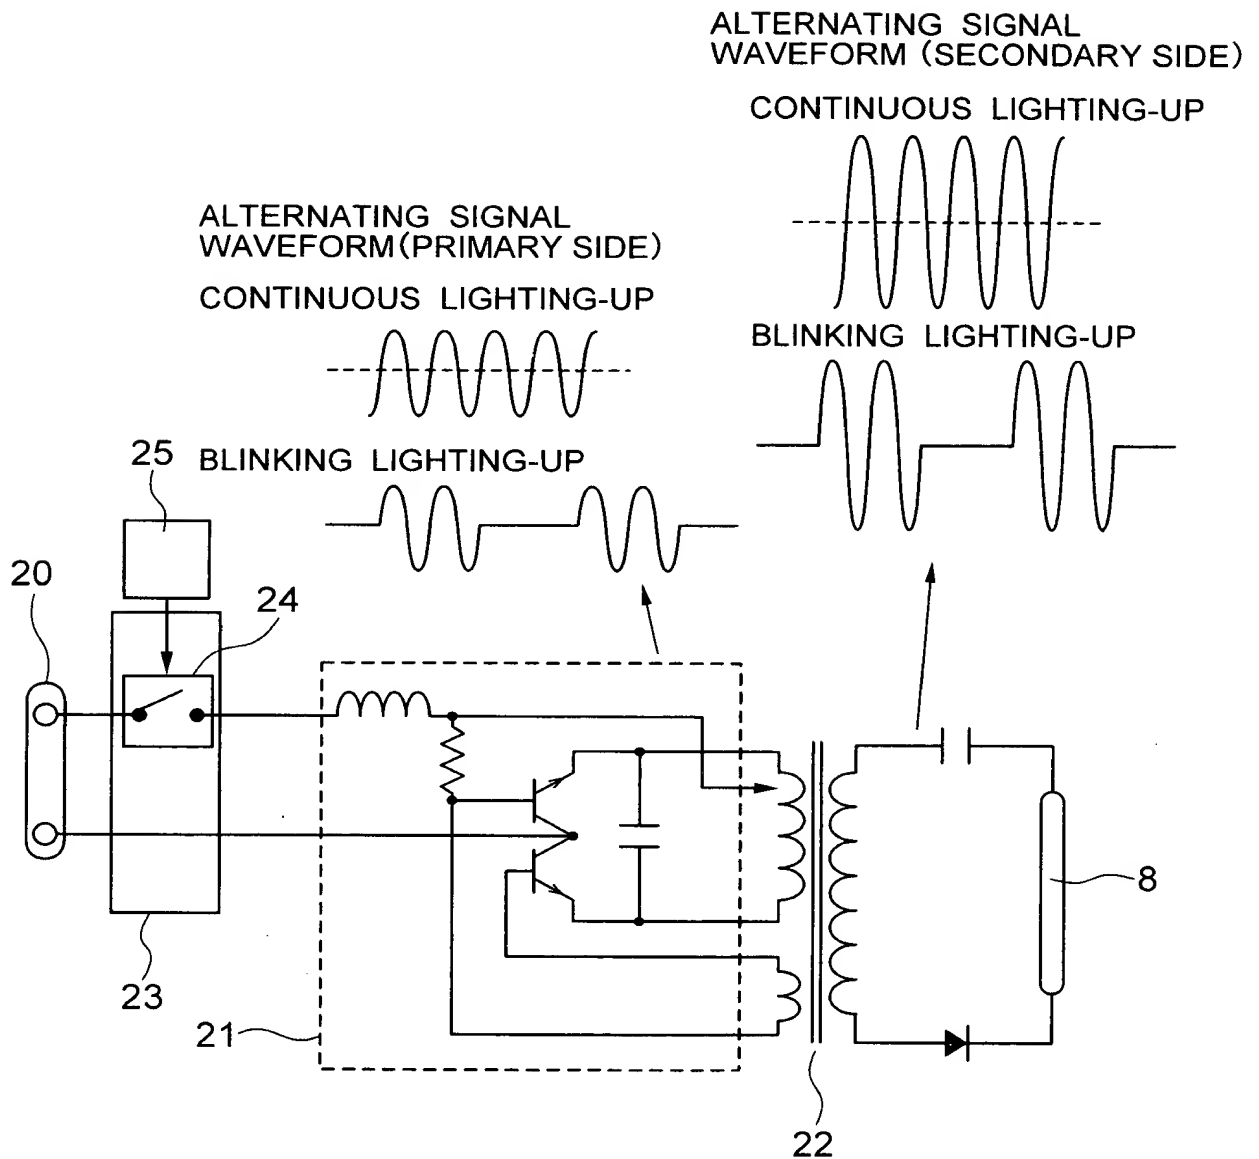 ALTERNATING SIGNAL
WAVEFORM (SECONDARY SIDE)
CONTINUOUS LIGHTING-UP
ALTERNATING SIGNAL
WAVEFORM (PRIMARY SIDE)
CONTINUOUS LIGHTING-UP
BLINKING LIGHTING-UP
BLINKING LIGHTING-UP
25
20
24
8
23
21
22